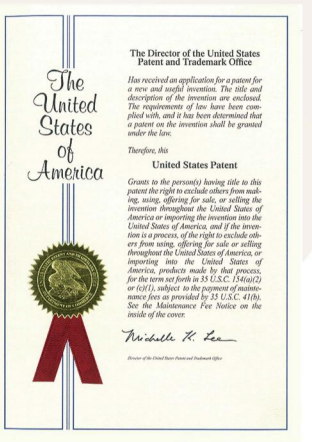 The
United
States
of
America
The Director of the United States
Patent and Trademark Office
Has received an application for a patent for
a new and useful invention. The title and
description of the invention are enclosed.
The requirements of law have been com-
plied with, and it has been determined that
a patent on the invention shall be granted
under the law.
Therefore, this
United States Patent
Grants to the person(s) having title to this
patent the right to exclude others from mak-
ing, using, offering for sale, or selling the
invention throughout the United States of
America or importing the invention into the
United States of America, and if the inven-
tion is a process, of the right to exclude oth-
ers from using, offering for sale or selling
throughout the United States of America, or
importing into the United States of
America, products made by that process,
for the term set forth in 35 U.S.C. 154(a)(2)
or (c)(1), subject to the payment of mainte-
nance fees as provided by 35 U.S.C. 41(b).
See the Maintenance Fee Notice on the
inside of the cover.
Michelle K. Lee
Director of the United States Patent and Trademark Office